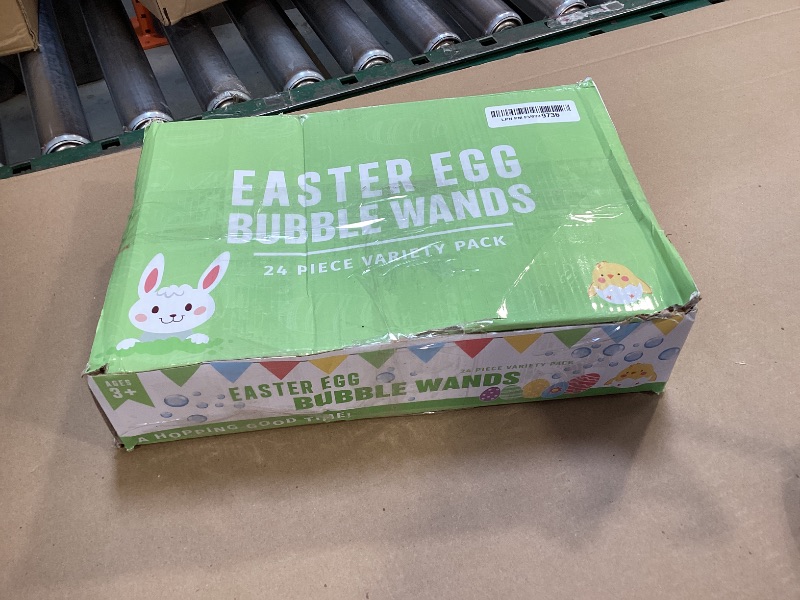 9736
EASTER EGG
BUBBLE WANDS
24 PIECE VARIETY PACK
AGES
3+
24 PIECE VARIETY PACK
EASTER EGG
BUBBLE WANDS
A HOPPING GOOD TIME!